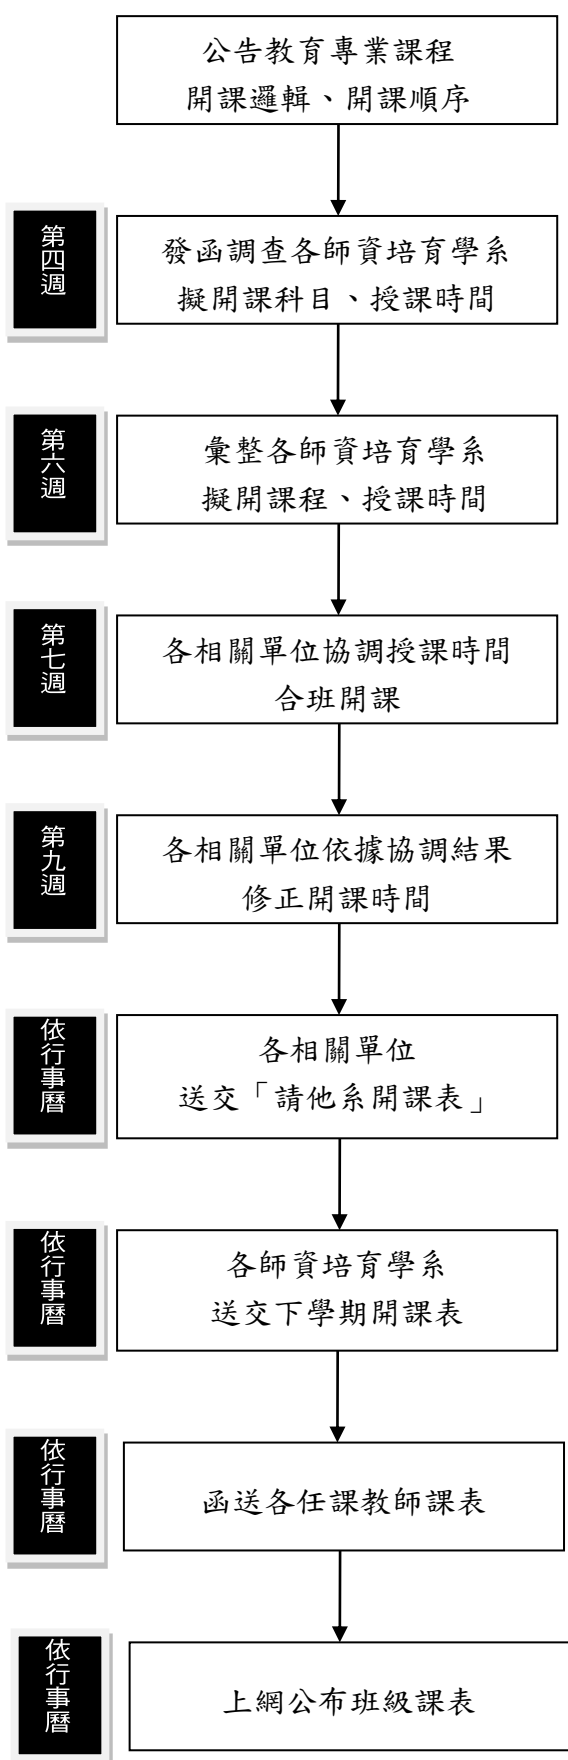 公告教育專業課程
開課邏輯、開課順序
第四週
發函調查各師資培育學系
擬開課科目、授課時間
第六週
彙整各師資培育學系
擬開課程、授課時間
第七週
各相關單位協調授課時間
合班開課
第九週
各相關單位依據協調結果
修正開課時間
依行事曆
各相關單位
送交「請他系開課表」
依行事曆
各師資培育學系
送交下學期開課表
依行事曆
函送各任課教師課表
依行事曆
上網公布班級課表